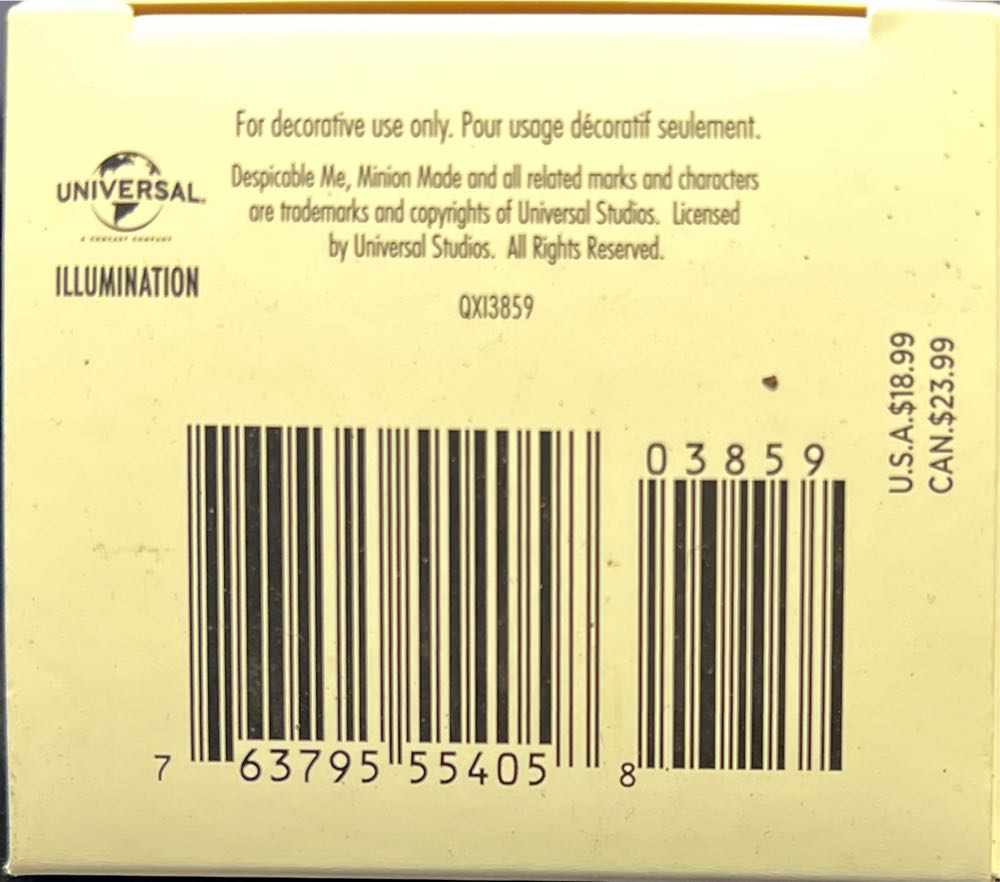 For decorative use only. Pour usage décoratif seulement.
UNIVERSAL
A COMCAST COMPANY
ILLUMINATION
Despicable Me, Minion Made and all related marks and characters
are trademarks and copyrights of Universal Studios. Licensed
by Universal Studios. All Rights Reserved.
QXI3859
U.S.A.$18.99
CAN.$23.99
03859
7 63795 55405 8